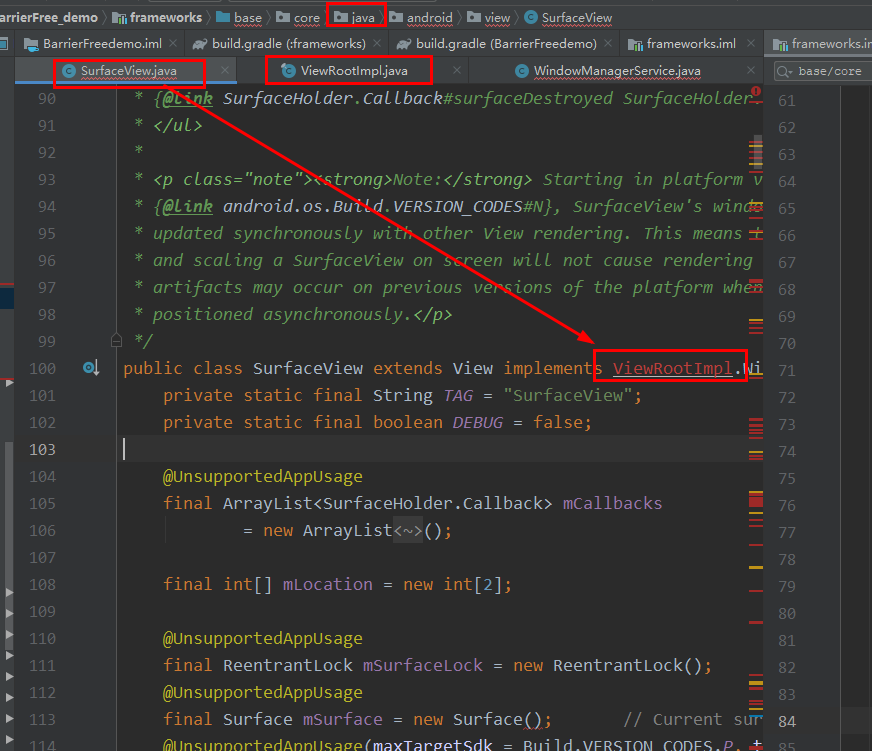 arrierFree_demo frameworks base core java android view SurfaceView
BarrierFreedemo.iml build.gradle (:frameworks) build.gradle (BarrierFreedemo) frameworks.iml frameworks.in
SurfaceView.java ViewRootImpl.java WindowManagerService.java base/core
90 * {@link SurfaceHolder.Callback#surfaceDestroyed SurfaceHolder.
91 * </ul>
92 *
93 * <p class="note"><strong>Note:</strong> Starting in platform v
94 * {@link android.os.Build.VERSION_CODES#N}, SurfaceView's windo
95 * updated synchronously with other View rendering. This means t
96 * and scaling a SurfaceView on screen will not cause rendering
97 * artifacts may occur on previous versions of the platform when
98 * positioned asynchronously.</p>
99 */
100 public class SurfaceView extends View implements ViewRootImpl.Wi
101 private static final String TAG = "SurfaceView";
102 private static final boolean DEBUG = false;
103
104 @UnsupportedAppUsage
105 final ArrayList<SurfaceHolder.Callback> mCallbacks
106 = new ArrayList<~>();
107
108 final int[] mLocation = new int[2];
109
110 @UnsupportedAppUsage
111 final ReentrantLock mSurfaceLock = new ReentrantLock();
112 @UnsupportedAppUsage
113 final Surface mSurface = new Surface(); // Current sur
114 @UnsupportedAppUsage(maxTargetSdk = Build.VERSION_CODES.P, t
61
62
63
64
65
66
67
68
69
70
71
72
73
74
75
76
77
78
79
80
81
82
83
84
85